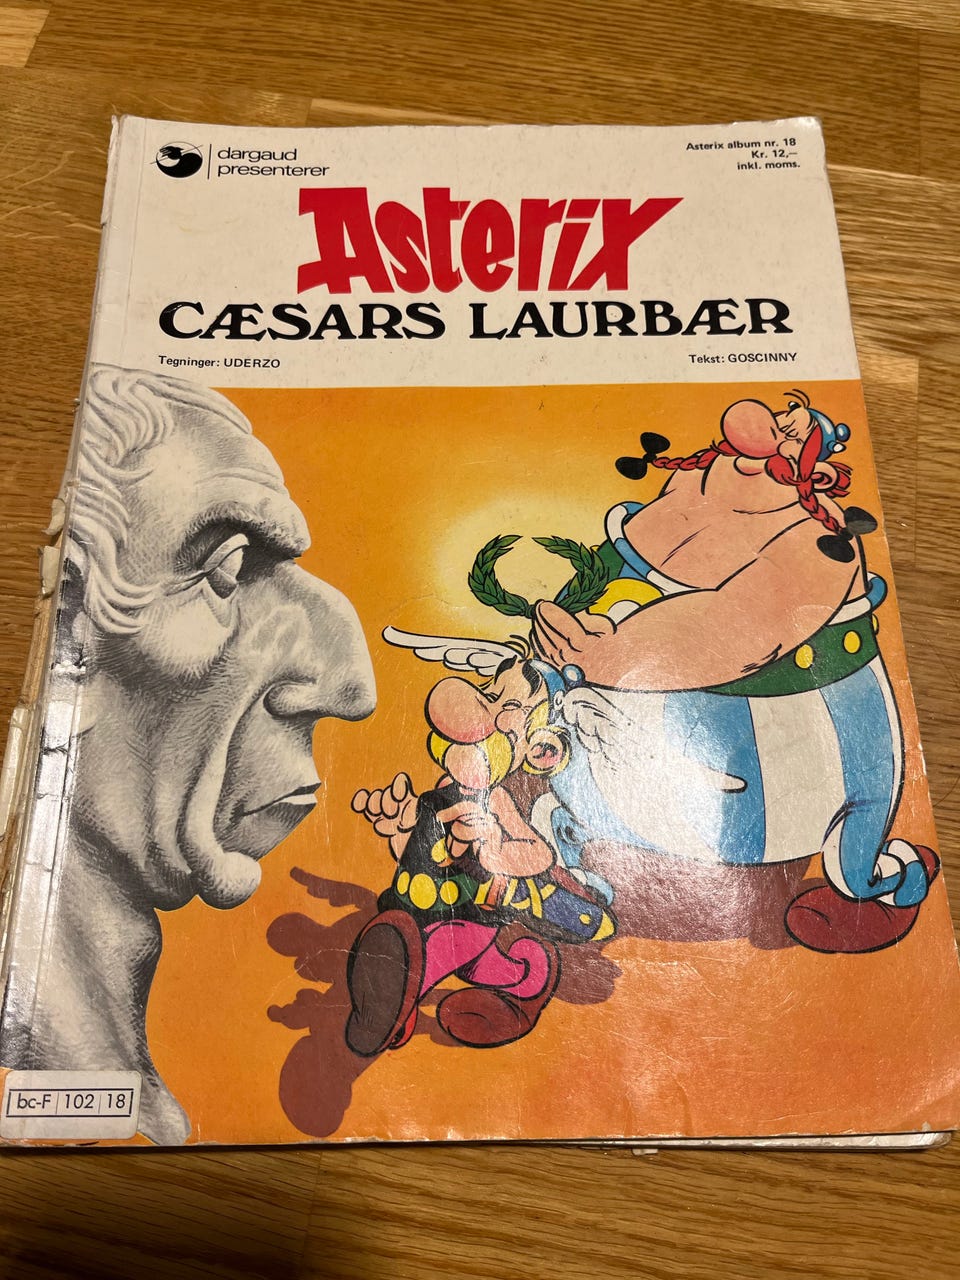 dargaud
presenterer
Asterix album nr. 18
Kr. 12,—
inkl. moms.
Asterix
CÆSARS LAURBÆR
Tegninger: UDERZO
Tekst: GOSCINNY
bc-F 102 18